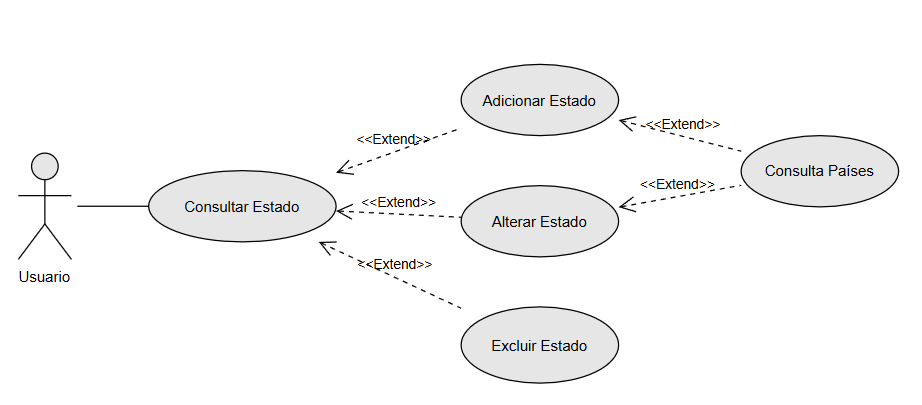 Adicionar Estado
<<Extend>>
<<Extend>>
Consulta Países
<<Extend>>
Consultar Estado
<<Extend>>
Alterar Estado
<<Extend>>
Usuario
Excluir Estado